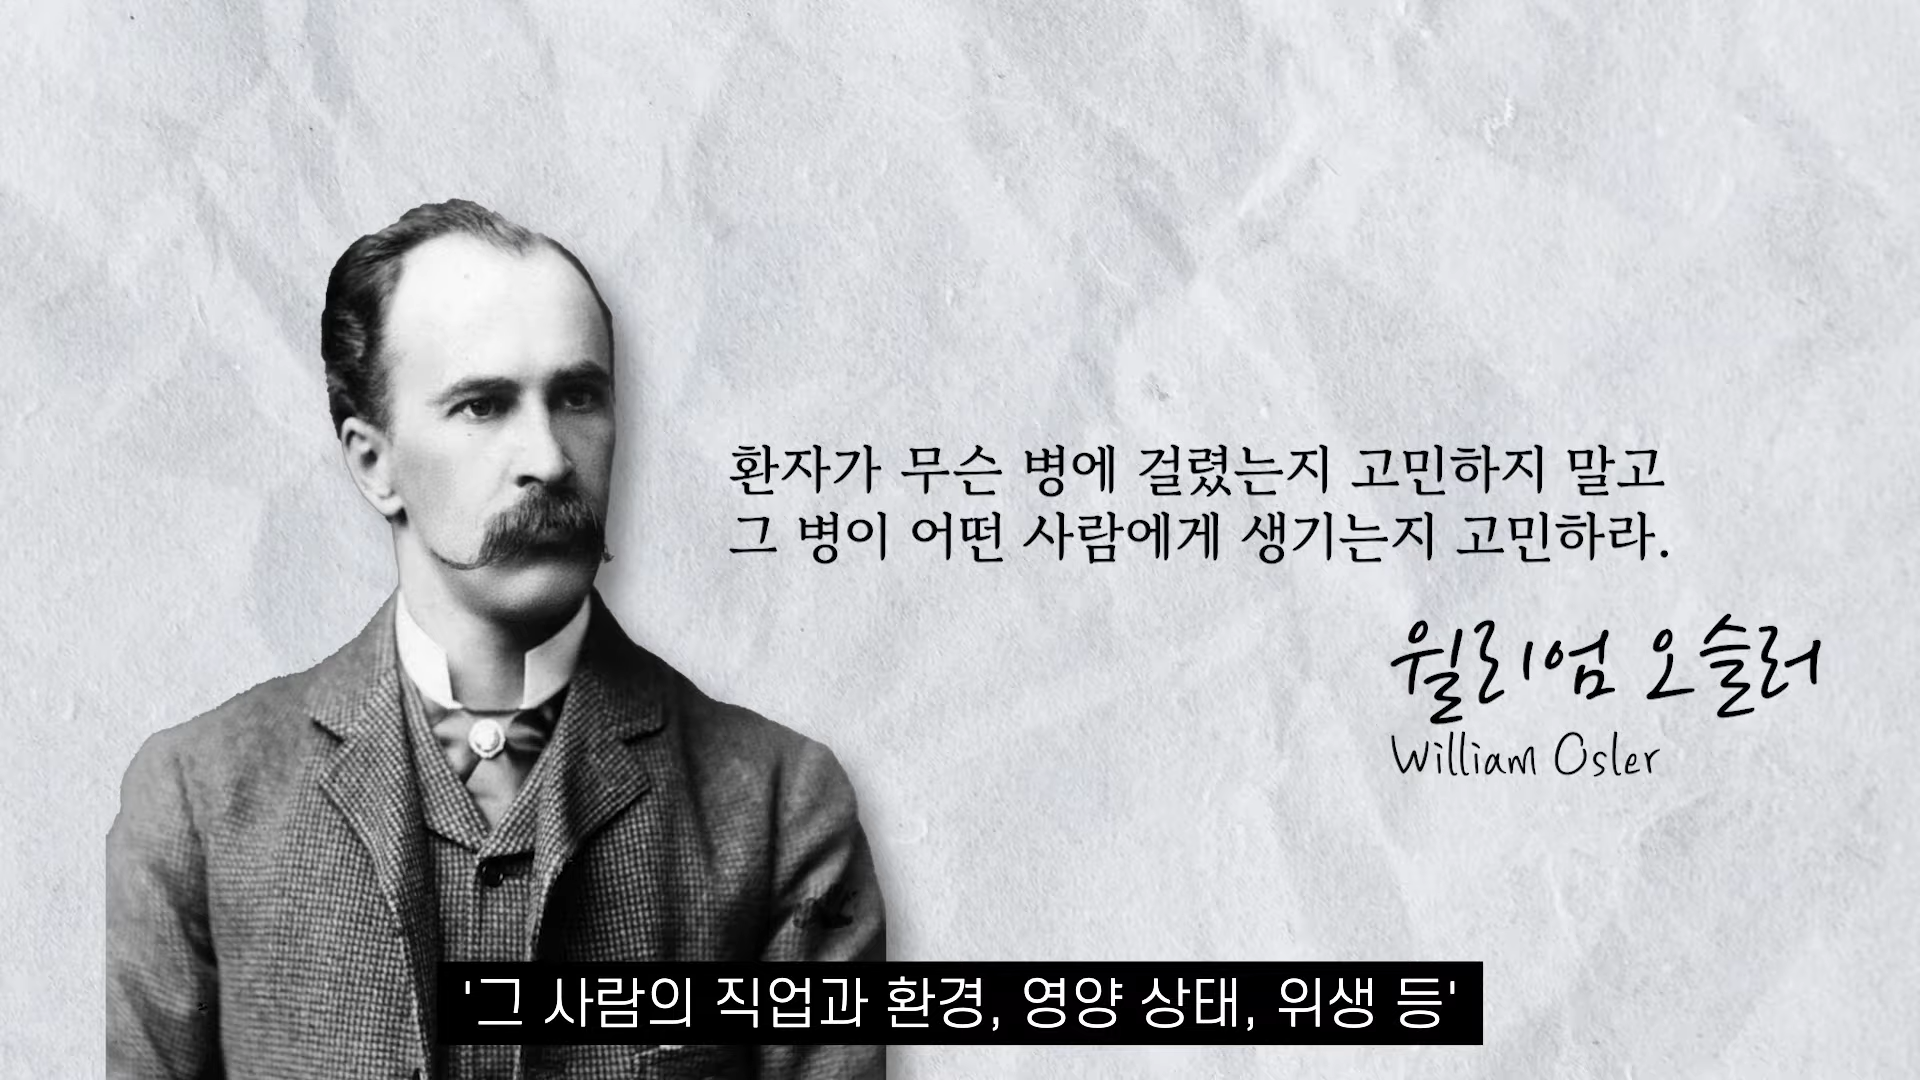 환자가 무슨 병에 걸렸는지 고민하지 말고
그 병이 어떤 사람에게 생기는지 고민하라.
윌리엄 오슬러
William Osler
'그 사람의 직업과 환경, 영양 상태, 위생 등'